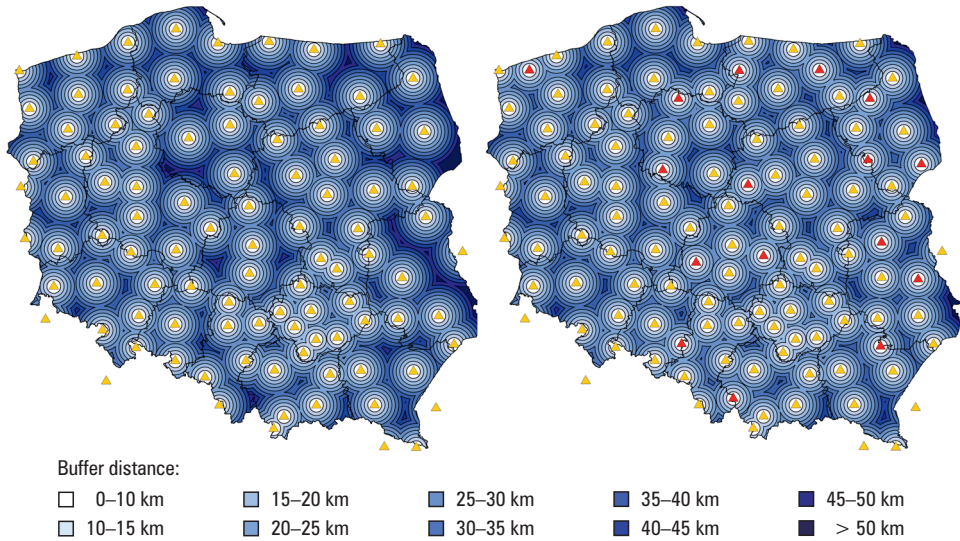 Buffer distance:
0–10 km 15–20 km 25–30 km 35–40 km 45–50 km
10–15 km 20–25 km 30–35 km 40–45 km > 50 km